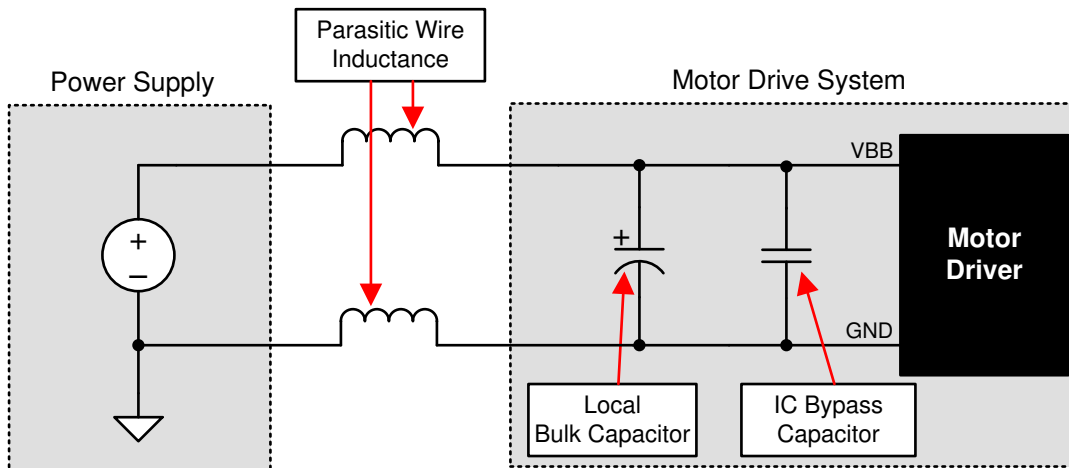 Parasitic Wire
Inductance
Power Supply
Motor Drive System
VBB
+
–
+
Motor
Driver
GND
Local
Bulk Capacitor
IC Bypass
Capacitor